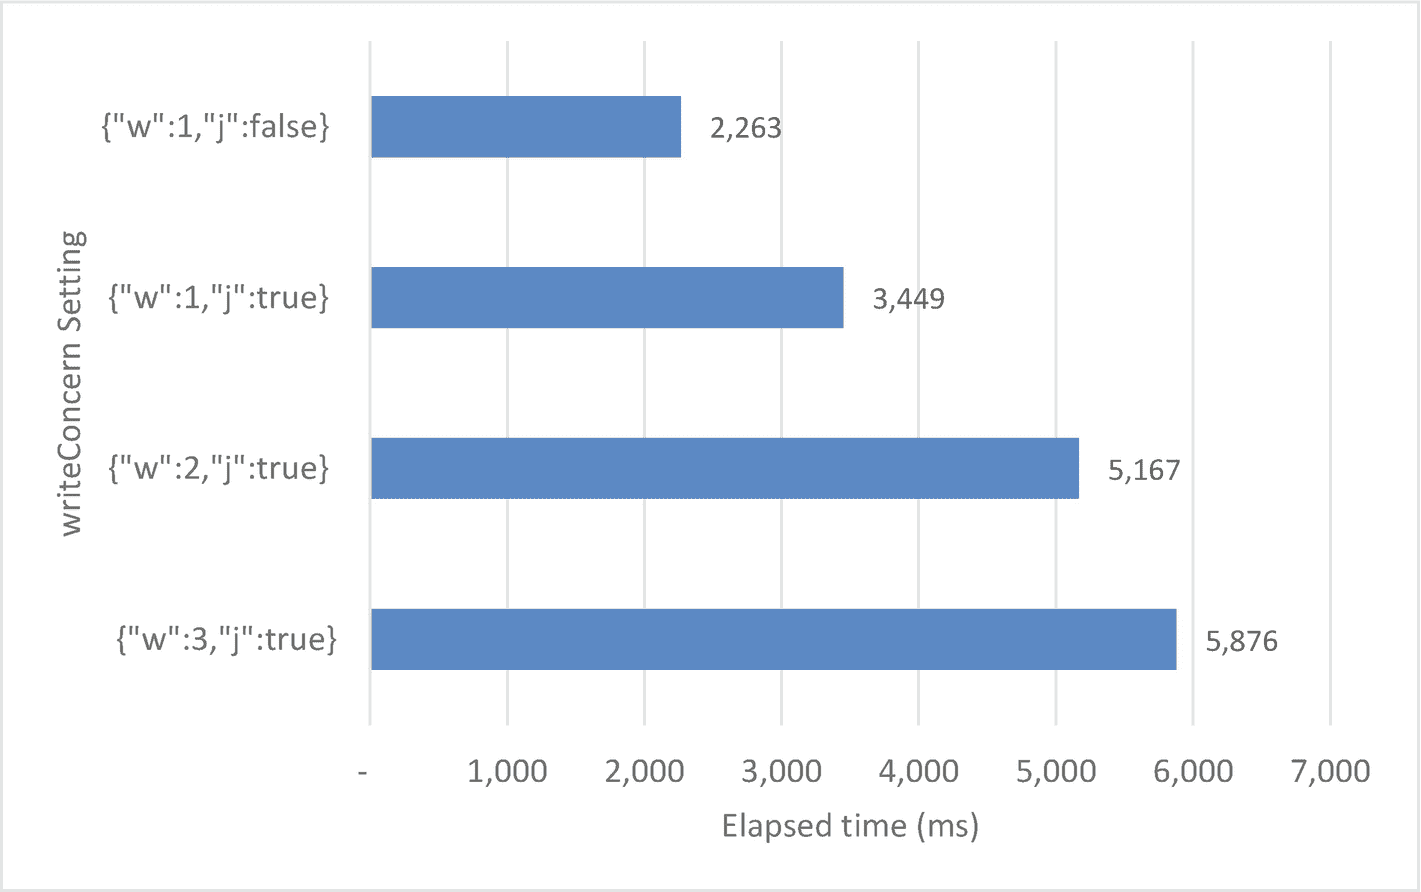 {"w":1,"j":false}
2,263
{"w":1,"j":true}
3,449
writeConcern Setting
{"w":2,"j":true}
5,167
{"w":3,"j":true}
5,876
- 1,000 2,000 3,000 4,000 5,000 6,000 7,000
Elapsed time (ms)